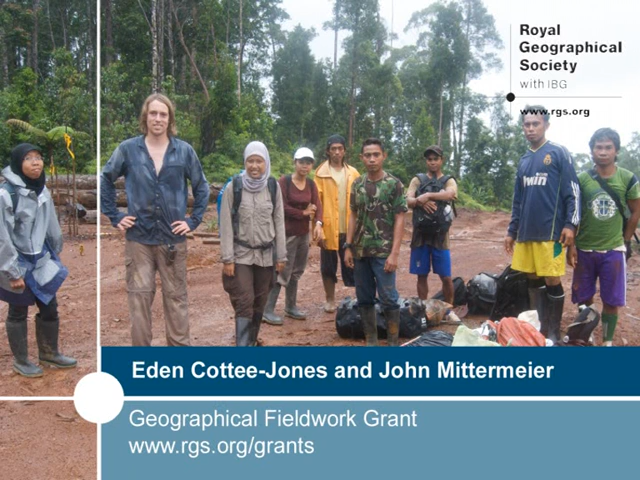 Royal
Geographical
Society
with IBG
www.rgs.org
bwin
Eden Cottee-Jones and John Mittermeier
Geographical Fieldwork Grant
www.rgs.org/grants